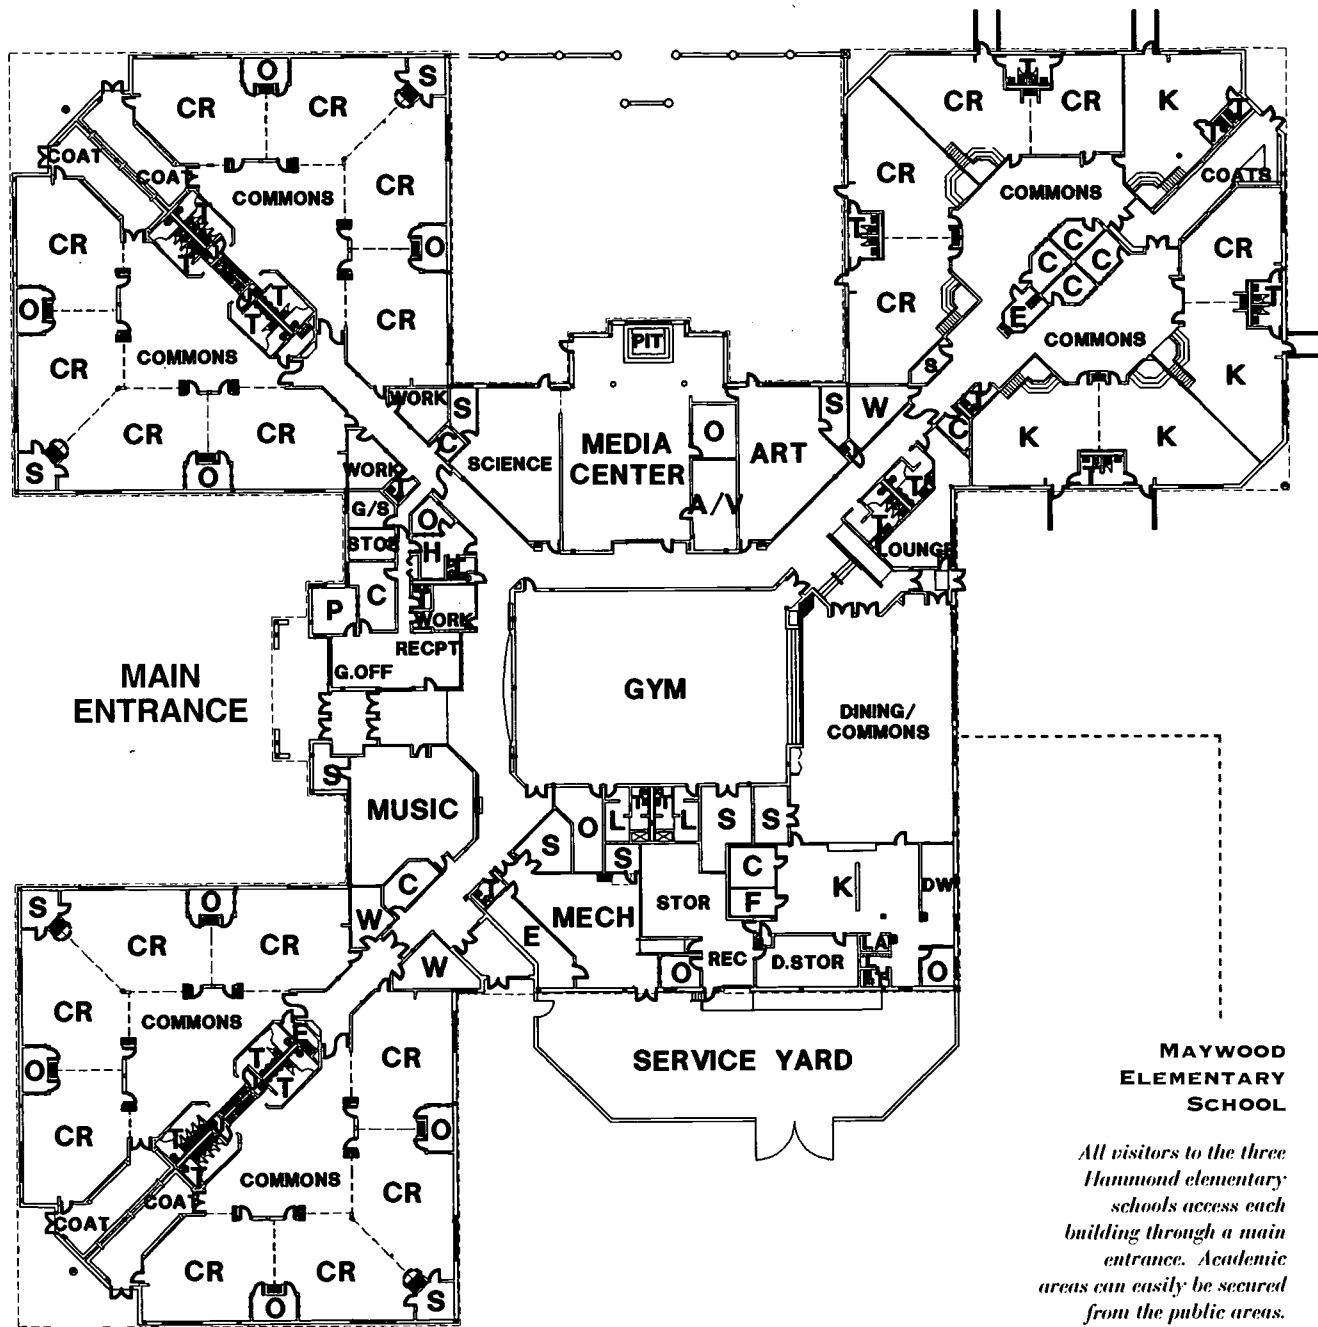 O
S
CR
CR
T
CR
CR
K
T
T
COAT
COAT
CR
COMMONS
T
CR
COMMONS
COATS
CR
O
T
C
C
C
C
CR
T
O
T
T
CR
CR
E
CR
COMMONS
COMMONS
PIT
S
K
WORK
S
C
CR
CR
S
O
WORK
G/S
STOR
SCIENCE
MEDIA
CENTER
O
A/V
ART
S
W
T
C
K
K
T
T
T
LOUNGE
O
H
C
P
WORK
RECPT
G.OFF
MAIN
ENTRANCE
GYM
DINING/
COMMONS
S
MUSIC
O
L
T
T
L
S
S
S
S
C
F
K
DW
C
W
W
E
MECH
STOR
REC
O
D.STOR
LA
T
O
S
O
CR
CR
CR
COMMONS
E
O
T
T
CR
CR
O
T
T
COAT
COAT
COMMONS
CR
CR
CR
O
S
SERVICE YARD
MAYWOOD
ELEMENTARY
SCHOOL
All visitors to the three
Hammond elementary
schools access each
building through a main
entrance. Academic
areas can easily be secured
from the public areas.